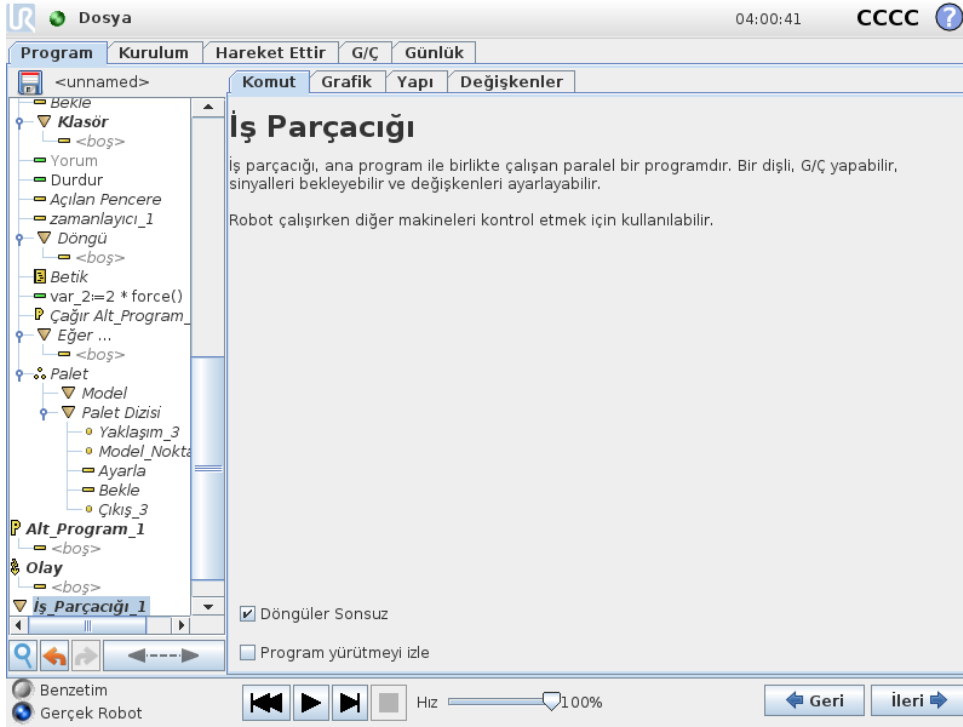 UR Dosya 04:00:41 CCCC ?
Program Kurulum Hareket Ettir G/Ç Günlük
<unnamed> Komut Grafik Yapı Değişkenler
Bekle
Klasör
<boş>
Yorum
Durdur
Açılan Pencere
zamanlayıcı_1
Döngü
<boş>
Betik
var_2:=2 * force()
Çağır Alt_Program_
Eğer ...
<boş>
Palet
Model
Palet Dizisi
Yaklaşım_3
Model_Nokta
Ayarla
Bekle
Çıkış_3
Alt_Program_1
<boş>
Olay
<boş>
İş_Parçacığı_1
İş Parçacığı
İş parçacığı, ana program ile birlikte çalışan paralel bir programdır. Bir dişli, G/Ç yapabilir,
sinyalleri bekleyebilir ve değişkenleri ayarlayabilir.
Robot çalışırken diğer makineleri kontrol etmek için kullanılabilir.
Döngüler Sonsuz
Program yürütmeyi izle
Benzetim
Gerçek Robot
Hız 100% Geri İleri